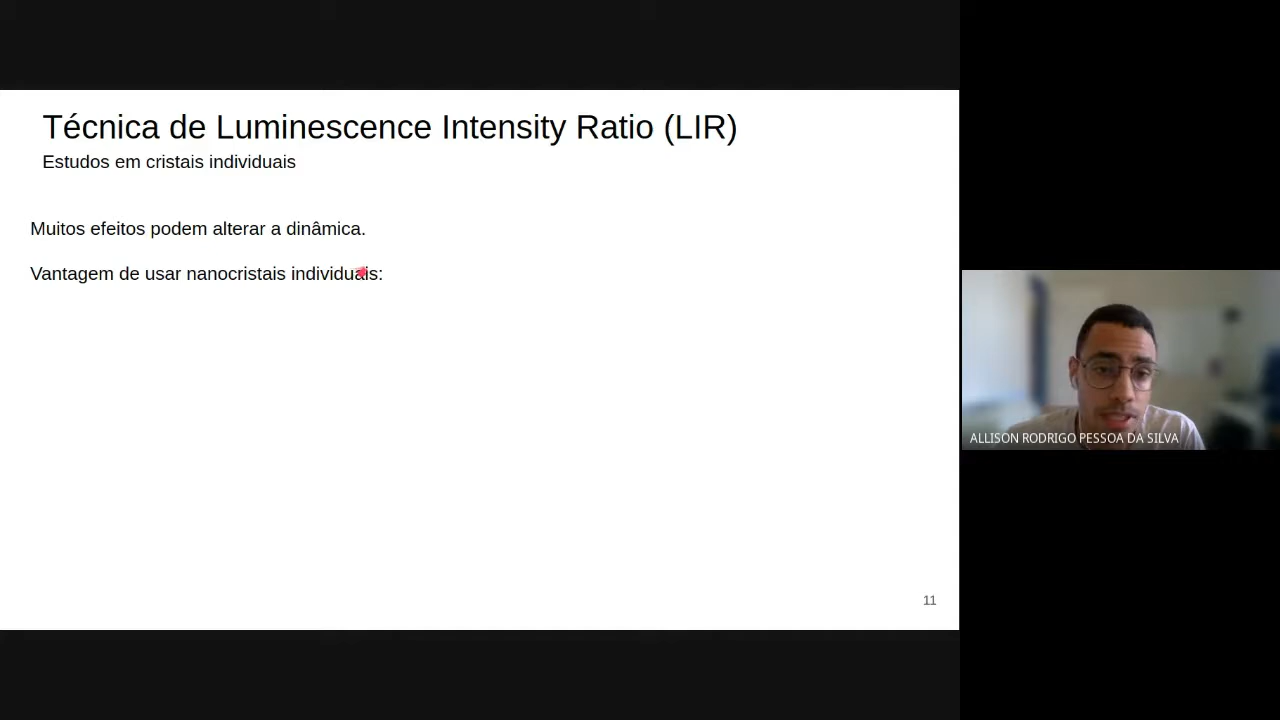 Técnica de Luminescence Intensity Ratio (LIR)
Estudos em cristais individuais
Muitos efeitos podem alterar a dinâmica.
Vantagem de usar nanocristais individuais:
11
ALLISON RODRIGO PESSOA DA SILVA